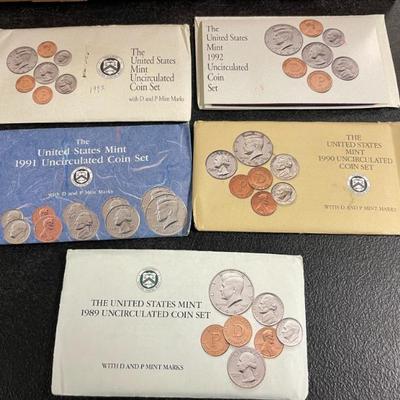 The
United States
Mint
Uncirculated
Coin Set
with D and P Mint Marks
1992
The
United States
Mint
1992
Uncirculated
Coin
Set
The
United States Mint
1991 Uncirculated Coin Set
with D and P Mint Marks
THE
UNITED STATES
MINT
1990 UNCIRCULATED
COIN SET
WITH D AND P MINT MARKS
THE UNITED STATES MINT
1989 UNCIRCULATED COIN SET
WITH D AND P MINT MARKS
P
D